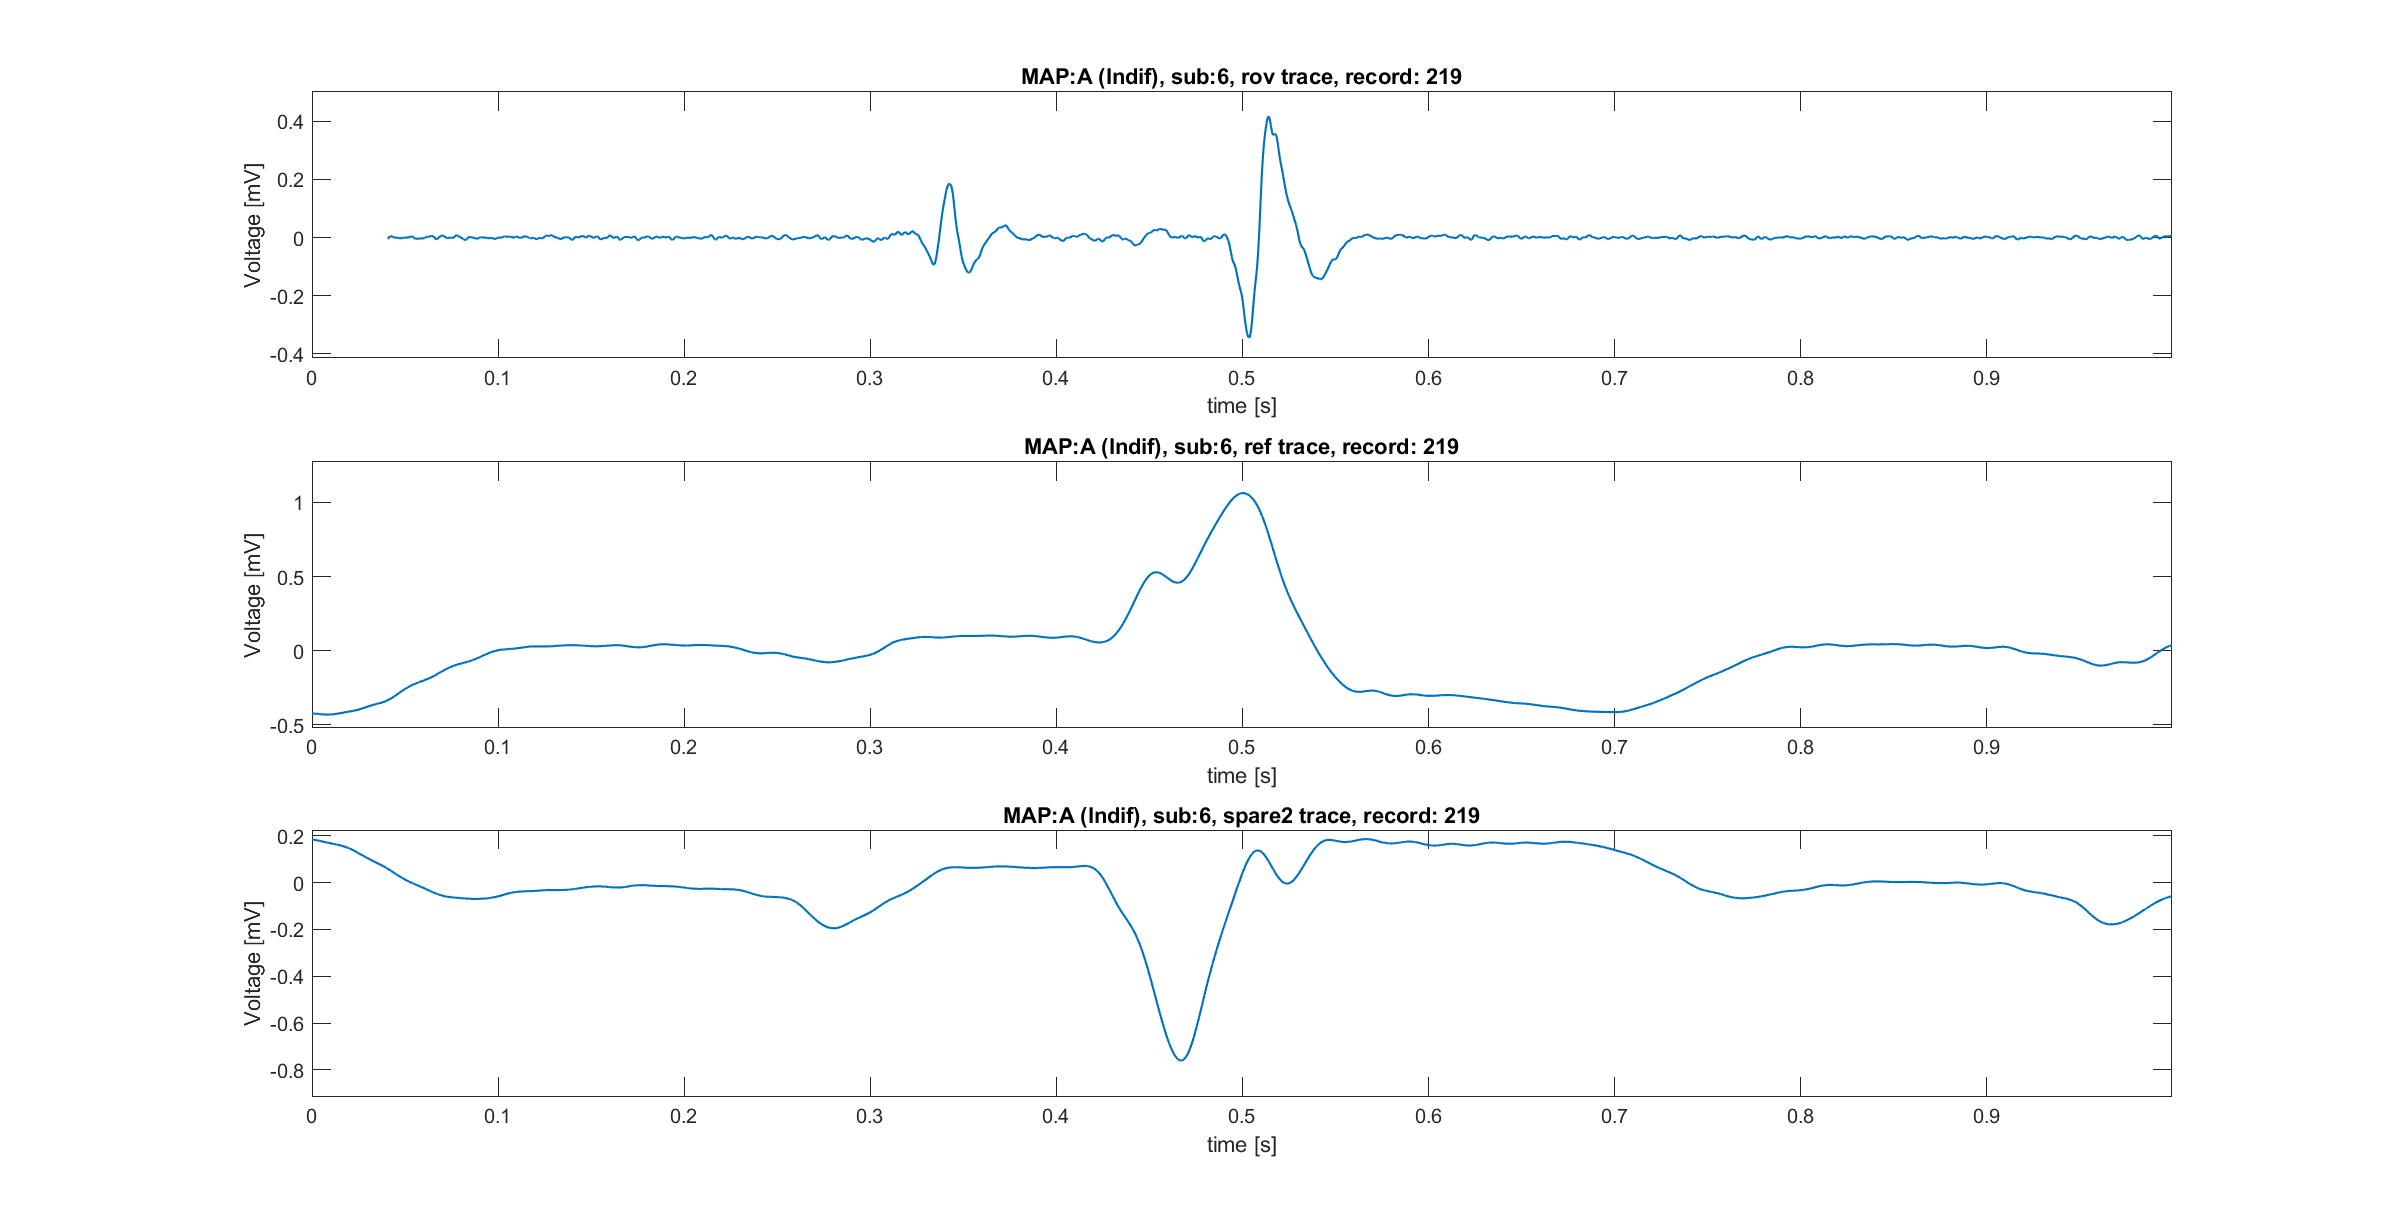 MAP:A (Indif), sub:6, rov trace, record: 219
0.4
0.2
0
-0.2
-0.4
Voltage [mV]
0 0.1 0.2 0.3 0.4 0.5 0.6 0.7 0.8 0.9
time [s]
MAP:A (Indif), sub:6, ref trace, record: 219
1
0.5
0
-0.5
Voltage [mV]
0 0.1 0.2 0.3 0.4 0.5 0.6 0.7 0.8 0.9
time [s]
MAP:A (Indif), sub:6, spare2 trace, record: 219
0.2
0
-0.2
-0.4
-0.6
-0.8
Voltage [mV]
0 0.1 0.2 0.3 0.4 0.5 0.6 0.7 0.8 0.9
time [s]